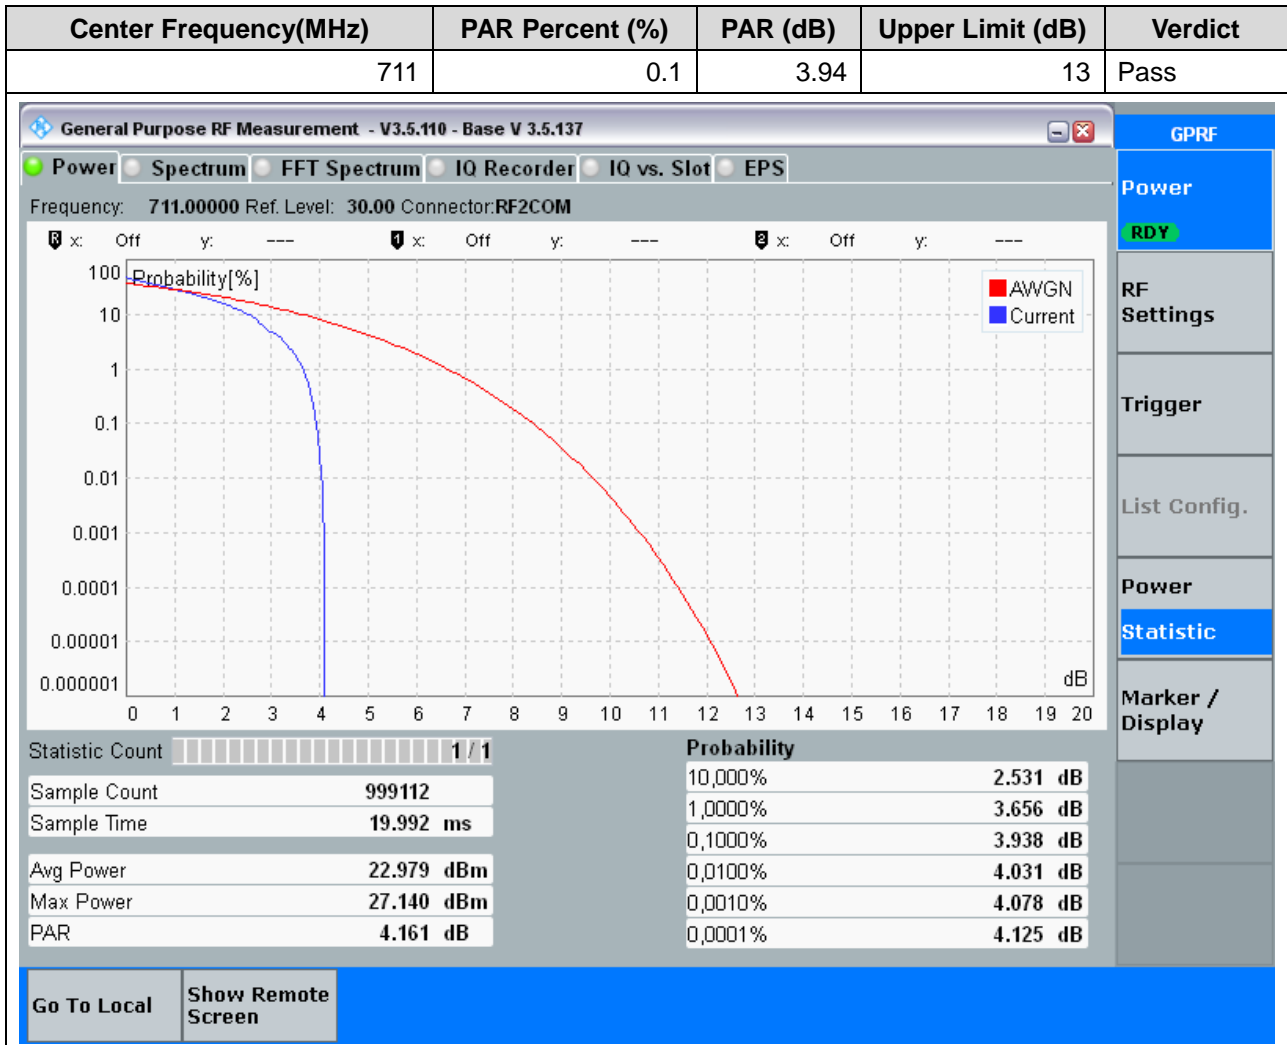 Center Frequency(MHz) PAR Percent (%) PAR (dB) Upper Limit (dB) Verdict
711 0.1 3.94 13 Pass
General Purpose RF Measurement - V3.5.110 - Base V 3.5.137
Power Spectrum FFT Spectrum IQ Recorder IQ vs. Slot EPS
Frequency: 711.00000 Ref. Level: 30.00 Connector:RF2COM
R x: Off y: --- 1 x: Off y: --- 2 x: Off y: ---
Probability[%]
100
10
1
0.1
0.01
0.001
0.0001
0.00001
0.000001
AWGN
Current
dB
0 1 2 3 4 5 6 7 8 9 10 11 12 13 14 15 16 17 18 19 20
Statistic Count 1 / 1
Sample Count 999112
Sample Time 19.992 ms
Avg Power 22.979 dBm
Max Power 27.140 dBm
PAR 4.161 dB
Probability
10,000% 2.531 dB
1,0000% 3.656 dB
0,1000% 3.938 dB
0,0100% 4.031 dB
0,0010% 4.078 dB
0,0001% 4.125 dB
GPRF
Power
RDY
RF
Settings
Trigger
List Config.
Power
Statistic
Marker /
Display
Go To Local
Show Remote
Screen